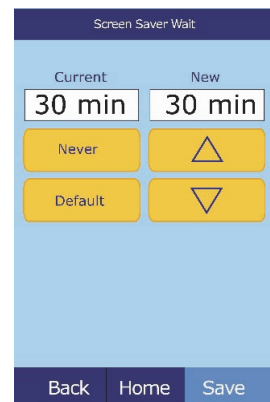 Screen Saver Wait
Current New
30 min 30 min
Never
Default
Back Home Save